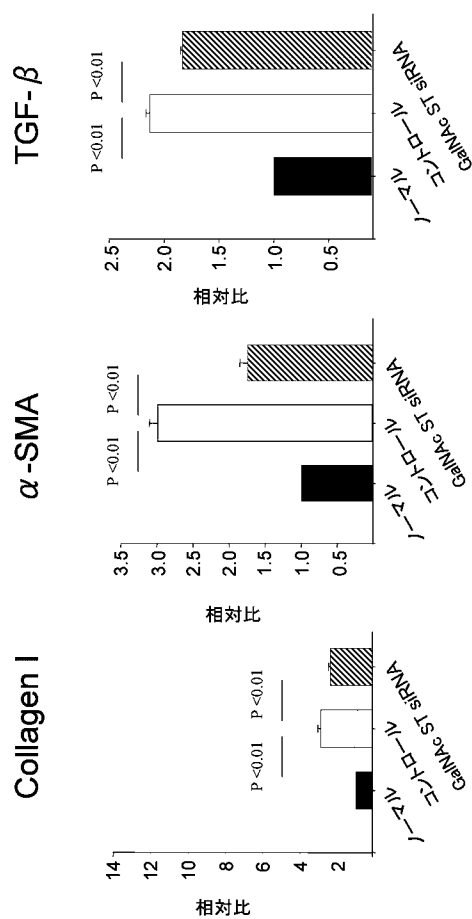 Collagen I
相対比
14
12
10
8
6
4
2
P <0.01
P <0.01
ノーマル
コントロール
GalNAc ST siRNA
α-SMA
相対比
3.5
3.0
2.5
2.0
1.5
1.0
0.5
P <0.01
P <0.01
ノーマル
コントロール
GalNAc ST siRNA
TGF-β
相対比
2.5
2.0
1.5
1.0
0.5
P <0.01
P <0.01
ノーマル
コントロール
GalNAc ST siRNA